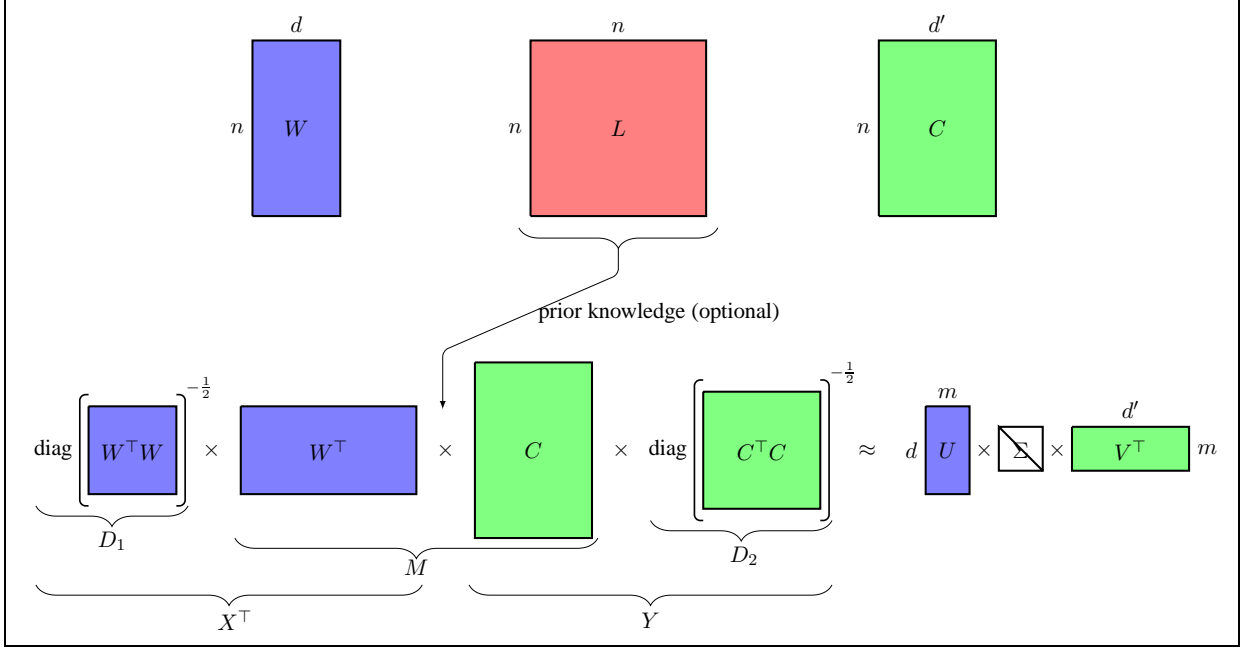 d n d′
n W n L n C
prior knowledge (optional)
diag [W⊤W]^{-1/2} × W⊤ × C × diag [C⊤C]^{-1/2} ≈ d U m × Σ × V⊤ d′ m
D₁ M D₂
X⊤ Y